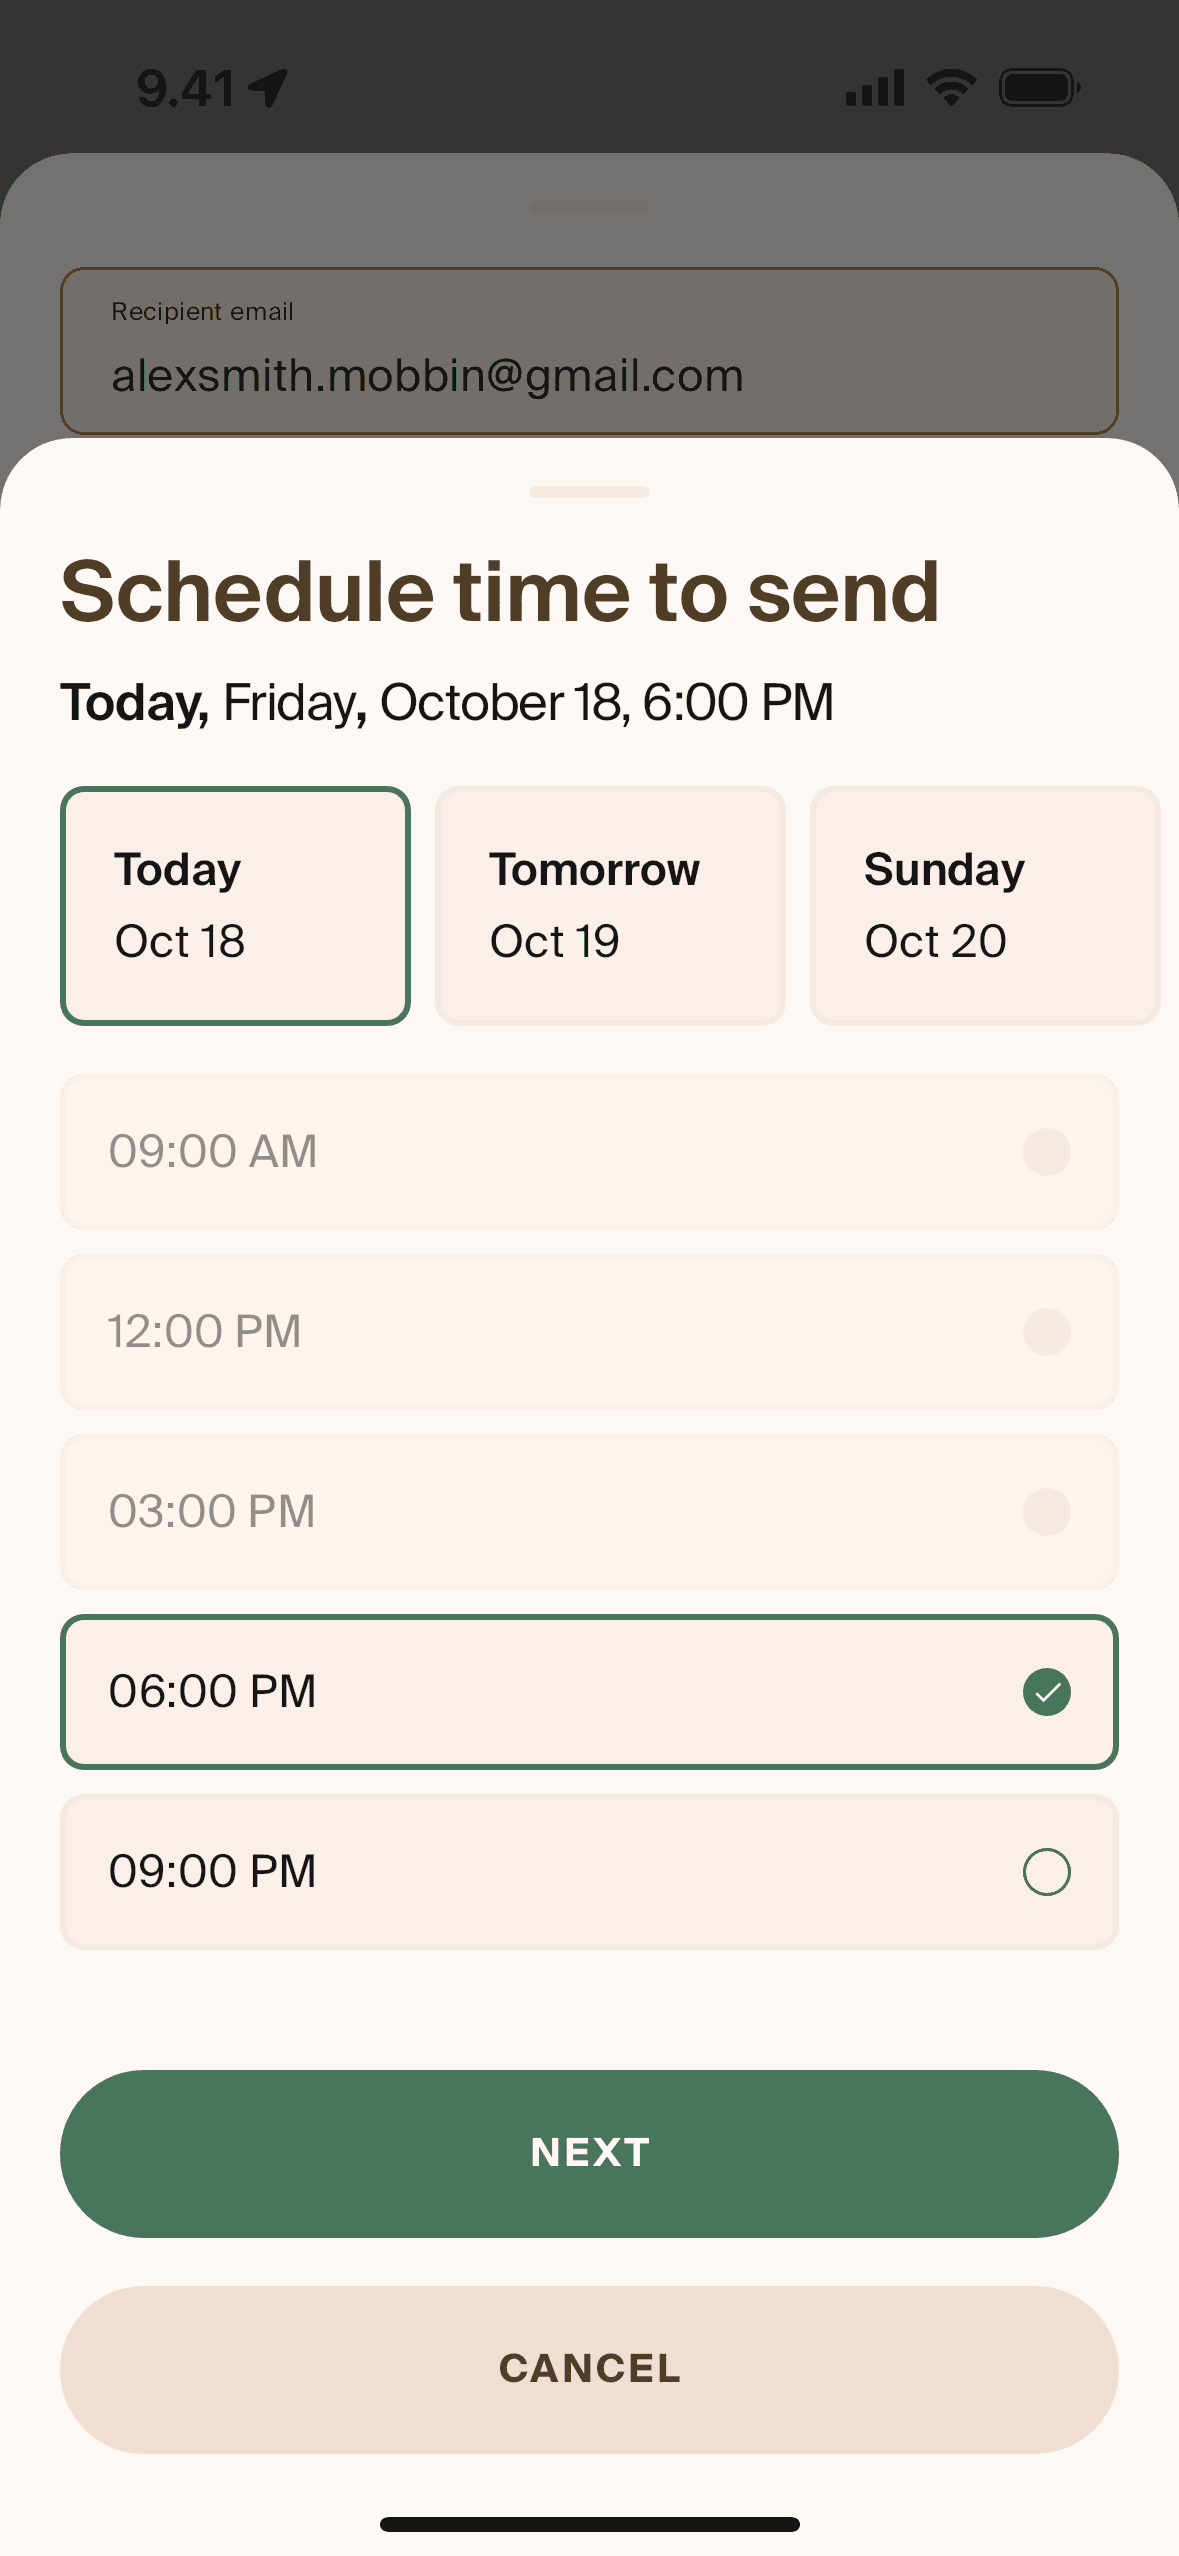 9.41
Recipient email
alexsmith.mobbin@gmail.com
Schedule time to send
Today, Friday, October 18, 6:00 PM
Today
Oct 18
Tomorrow
Oct 19
Sunday
Oct 20
09:00 AM
12:00 PM
03:00 PM
06:00 PM
09:00 PM
NEXT
CANCEL